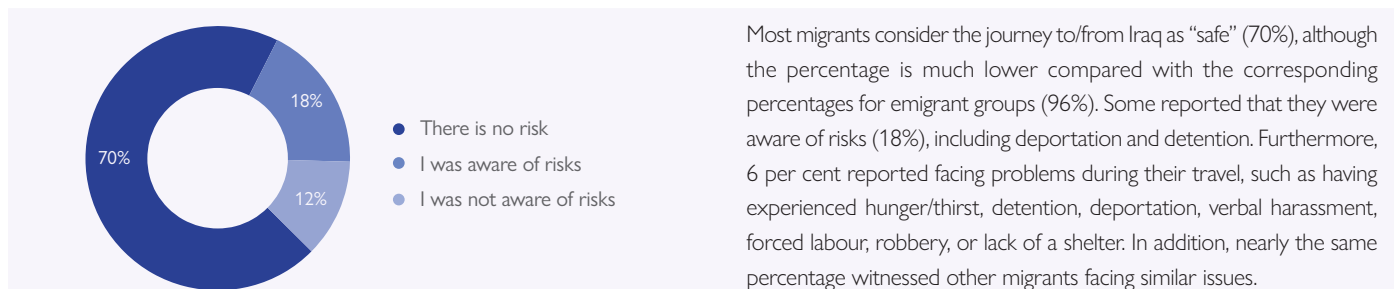 18%
70%
12%
There is no risk
I was aware of risks
I was not aware of risks
Most migrants consider the journey to/from Iraq as “safe” (70%), although
the percentage is much lower compared with the corresponding
percentages for emigrant groups (96%). Some reported that they were
aware of risks (18%), including deportation and detention. Furthermore,
6 per cent reported facing problems during their travel, such as having
experienced hunger/thirst, detention, deportation, verbal harassment,
forced labour, robbery, or lack of a shelter. In addition, nearly the same
percentage witnessed other migrants facing similar issues.